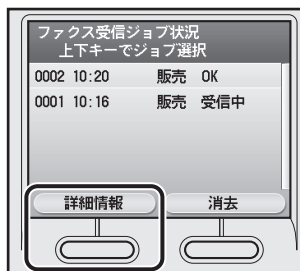 ファクス受信ジョブ状況
上下キーでジョブ選択
0002 10:20 販売 OK
0001 10:16 販売 受信中
詳細情報 消去